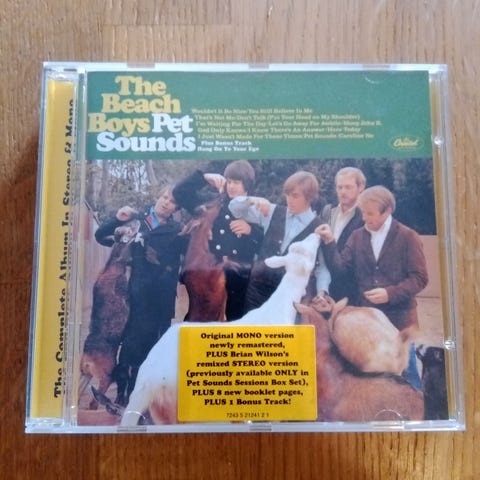 The Complete Album In Stereo & Mono
The
Beach
Boys Pet
Sounds
Wouldn't It Be Nice/You Still Believe In Me
That's Not Me/Don't Talk (Put Your Head on My Shoulder)
I'm Waiting For The Day/Let's Go Away For Awhile/Sloop John B.
God Only Knows/I Know There's An Answer/Here Today
I Just Wasn't Made For These Times/Pet Sounds/Caroline No
Plus Bonus Track
Hang On To Your Ego
Capitol
Original MONO version
newly remastered,
PLUS Brian Wilson's
remixed STEREO version
(previously available ONLY in
Pet Sounds Sessions Box Set),
PLUS 8 new booklet pages,
PLUS 1 Bonus Track!
7243 5 21241 2 1